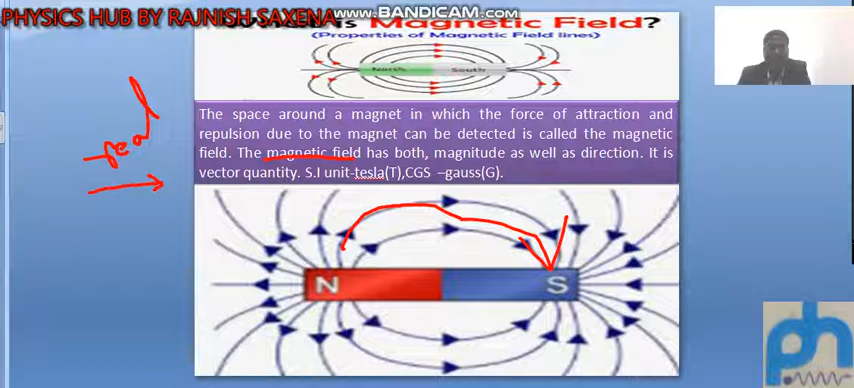 WWW.BANDICAM.COM
PHYSICS HUB BY RAJNISH SAXENA
is Magnetic Field?
(Properties of Magnetic Field lines)
North South
The space around a magnet in which the force of attraction and
repulsion due to the magnet can be detected is called the magnetic
field. The magnetic field has both, magnitude as well as direction. It is
vector quantity. S.I unit-tesla(T),CGS –gauss(G).
N S
ph